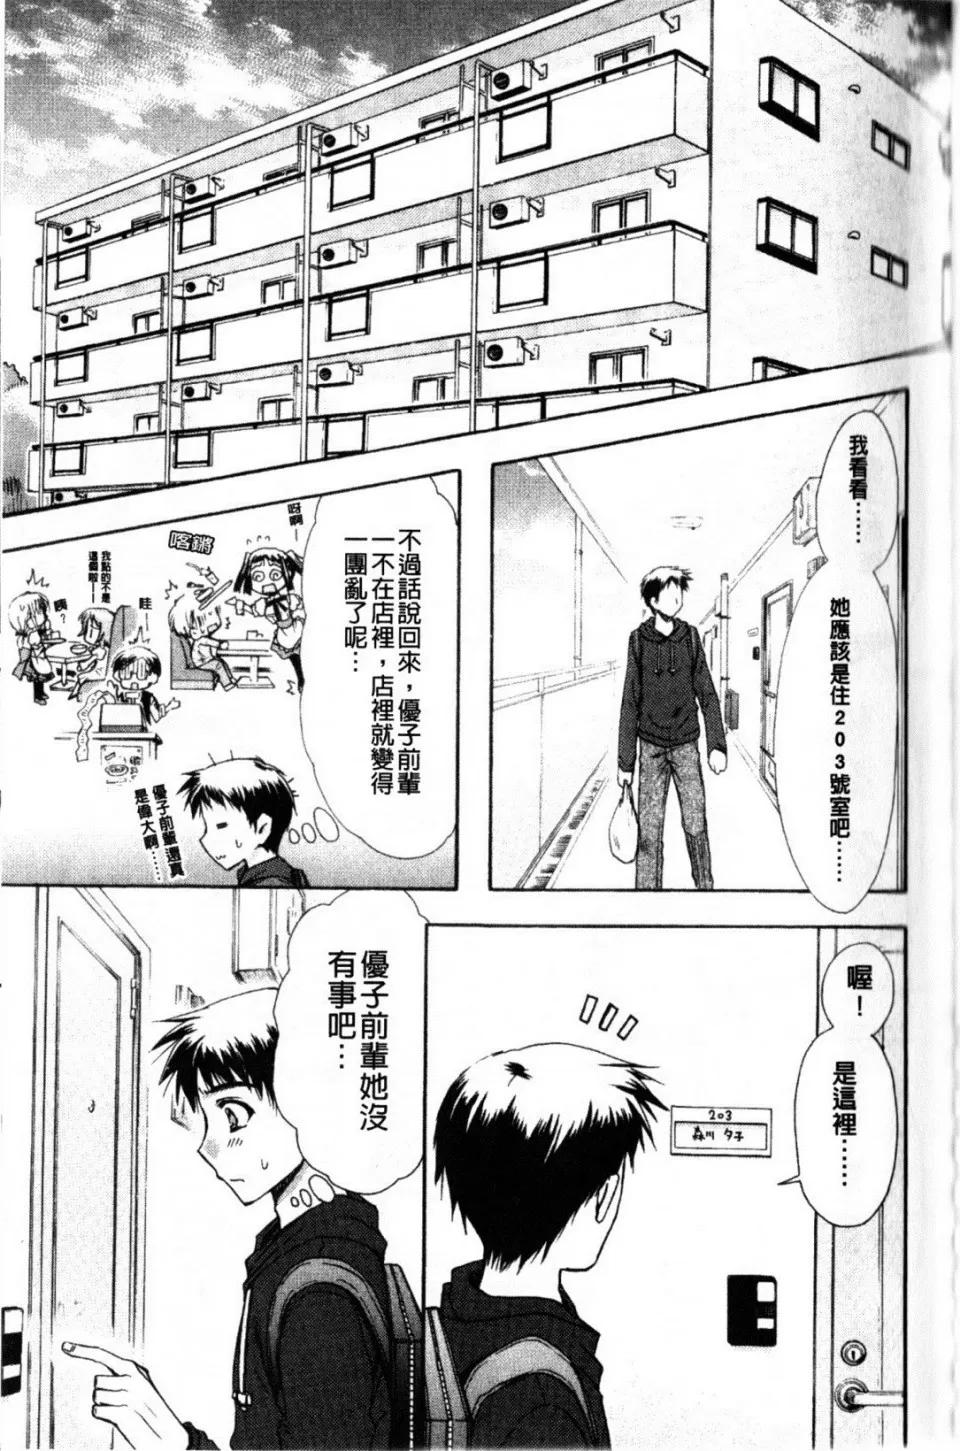 我看看……
她應該是住203號室吧……
不過話說回來，優子前輩
一不在店裡，店裡就變得
一團亂了呢…
呀啊─
喀鏘
我點的不是
這個啦──
咦？
哇─
優子前輩還真
是偉大啊……
喔！
是這裡……
203
森川 夕子
優子前輩她沒
有事吧…